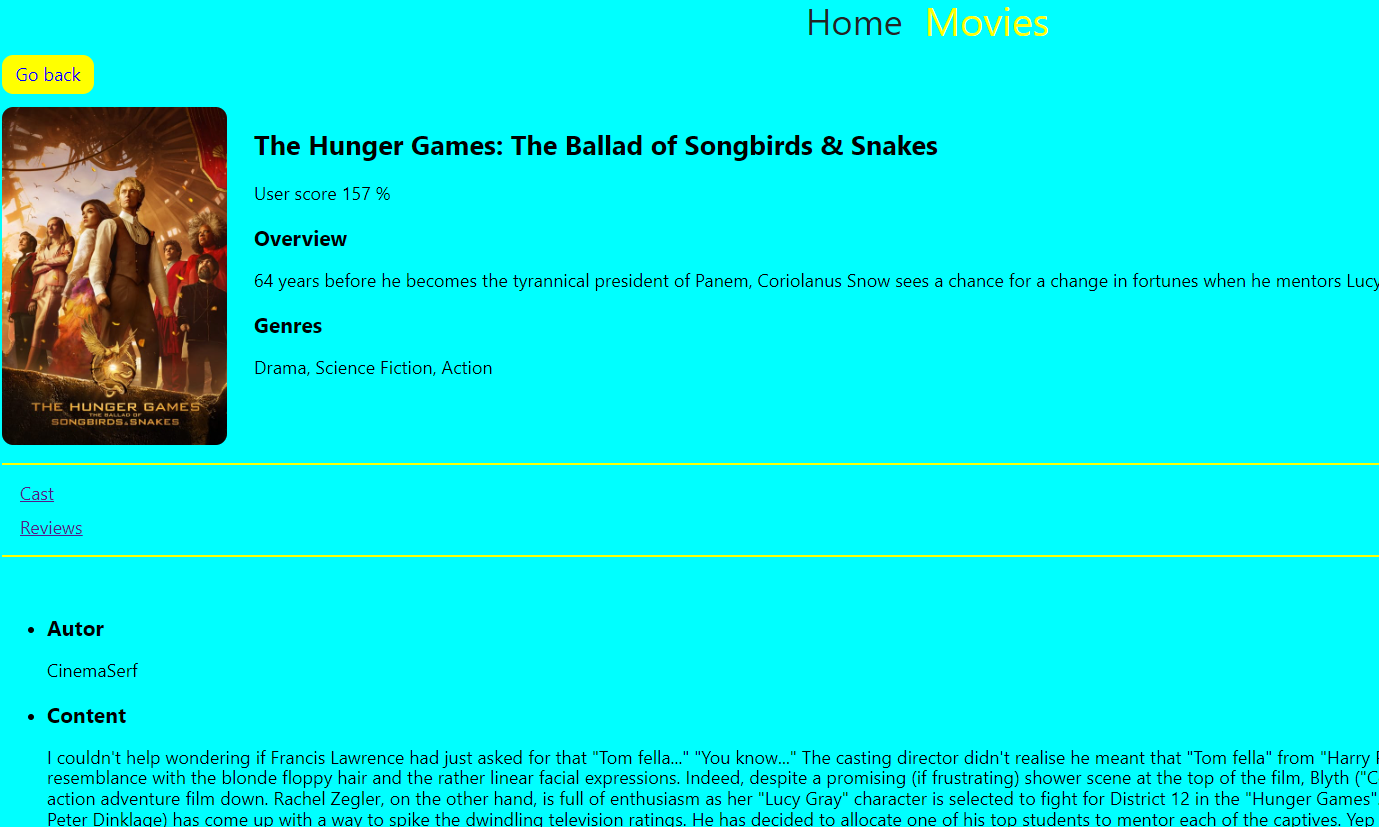 Home Movies
Go back
The Hunger Games: The Ballad of Songbirds & Snakes
User score 157 %
Overview
64 years before he becomes the tyrannical president of Panem, Coriolanus Snow sees a chance for a change in fortunes when he mentors Lucy
Genres
Drama, Science Fiction, Action
THE HUNGER GAMES
THE BALLAD OF
SONGBIRDS & SNAKES
Cast
Reviews
Autor
CinemaSerf
Content
I couldn't help wondering if Francis Lawrence had just asked for that "Tom fella..." "You know..." The casting director didn't realise he meant that "Tom fella" from "Harry
resemblance with the blonde floppy hair and the rather linear facial expressions. Indeed, despite a promising (if frustrating) shower scene at the top of the film, Blyth ("C
action adventure film down. Rachel Zegler, on the other hand, is full of enthusiasm as her "Lucy Gray" character is selected to fight for District 12 in the "Hunger Games"
Peter Dinklage) has come up with a way to spike the dwindling television ratings. He has decided to allocate one of his top students to mentor each of the captives. Yep